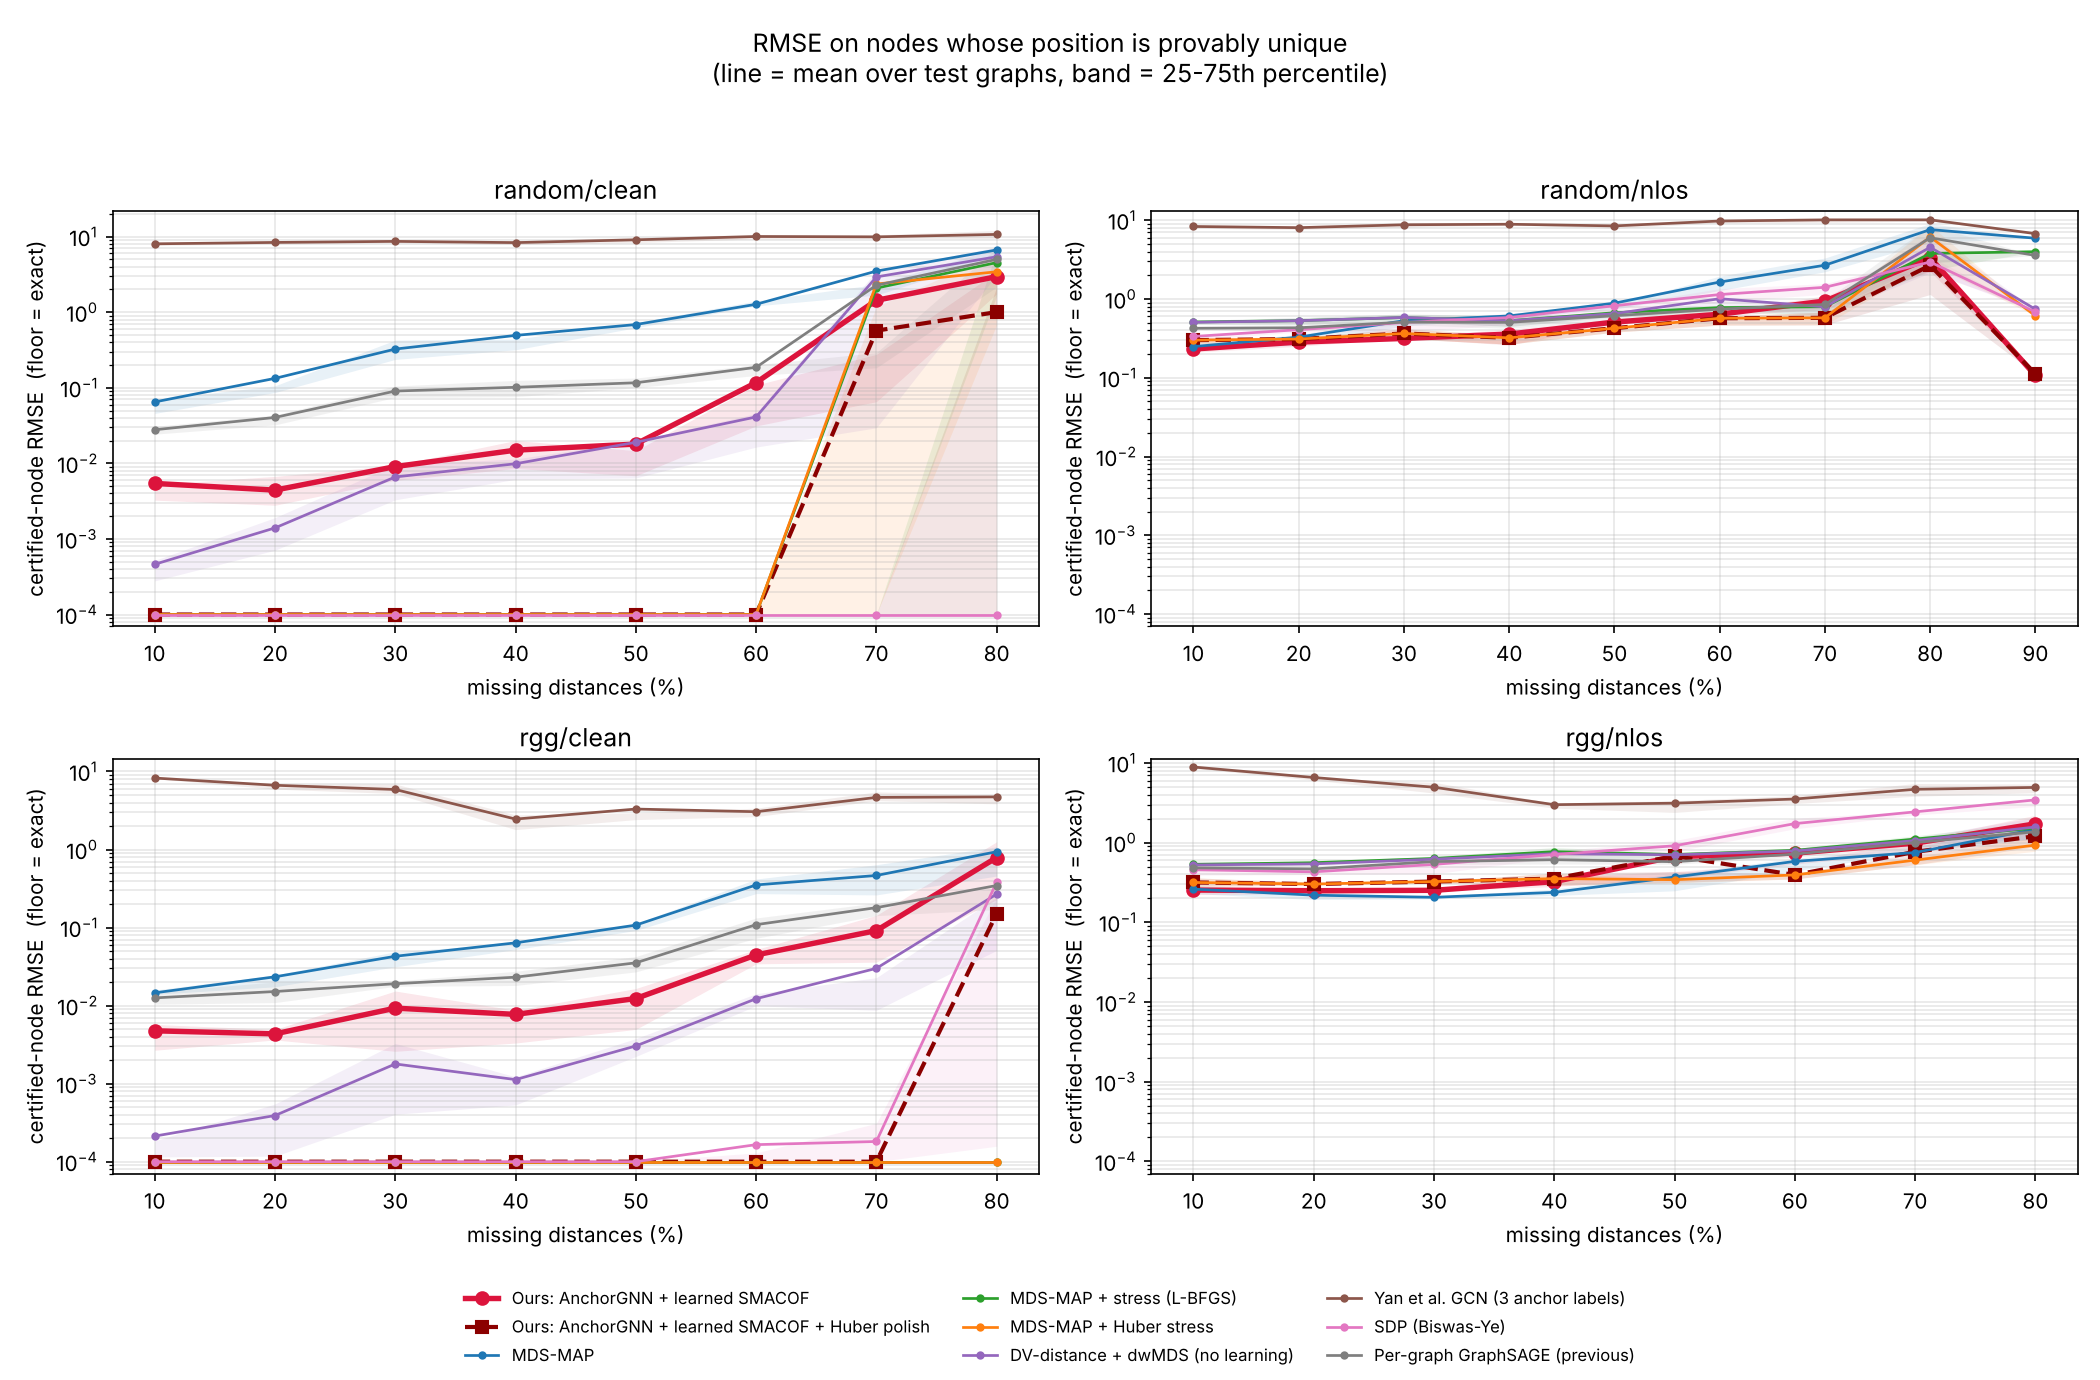 RMSE on nodes whose position is provably unique
(line = mean over test graphs, band = 25-75th percentile)
random/clean
certified-node RMSE (floor = exact)
10¹
10⁰
10⁻¹
10⁻²
10⁻³
10⁻⁴
10 20 30 40 50 60 70 80
missing distances (%)
random/nlos
certified-node RMSE (floor = exact)
10¹
10⁰
10⁻¹
10⁻²
10⁻³
10⁻⁴
10 20 30 40 50 60 70 80 90
missing distances (%)
rgg/clean
certified-node RMSE (floor = exact)
10¹
10⁰
10⁻¹
10⁻²
10⁻³
10⁻⁴
10 20 30 40 50 60 70 80
missing distances (%)
rgg/nlos
certified-node RMSE (floor = exact)
10¹
10⁰
10⁻¹
10⁻²
10⁻³
10⁻⁴
10 20 30 40 50 60 70 80
missing distances (%)
Ours: AnchorGNN + learned SMACOF
Ours: AnchorGNN + learned SMACOF + Huber polish
MDS-MAP
MDS-MAP + stress (L-BFGS)
MDS-MAP + Huber stress
DV-distance + dwMDS (no learning)
Yan et al. GCN (3 anchor labels)
SDP (Biswas-Ye)
Per-graph GraphSAGE (previous)